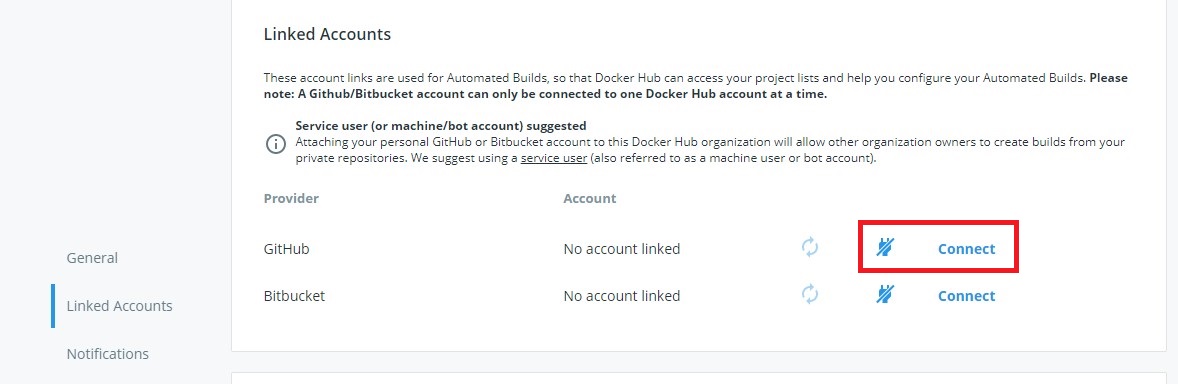 Linked Accounts
These account links are used for Automated Builds, so that Docker Hub can access your project lists and help you configure your Automated Builds. Please
note: A Github/Bitbucket account can only be connected to one Docker Hub account at a time.
Service user (or machine/bot account) suggested
Attaching your personal GitHub or Bitbucket account to this Docker Hub organization will allow other organization owners to create builds from your
private repositories. We suggest using a service user (also referred to as a machine user or bot account).
Provider Account
GitHub No account linked Connect
Bitbucket No account linked Connect
General
Linked Accounts
Notifications